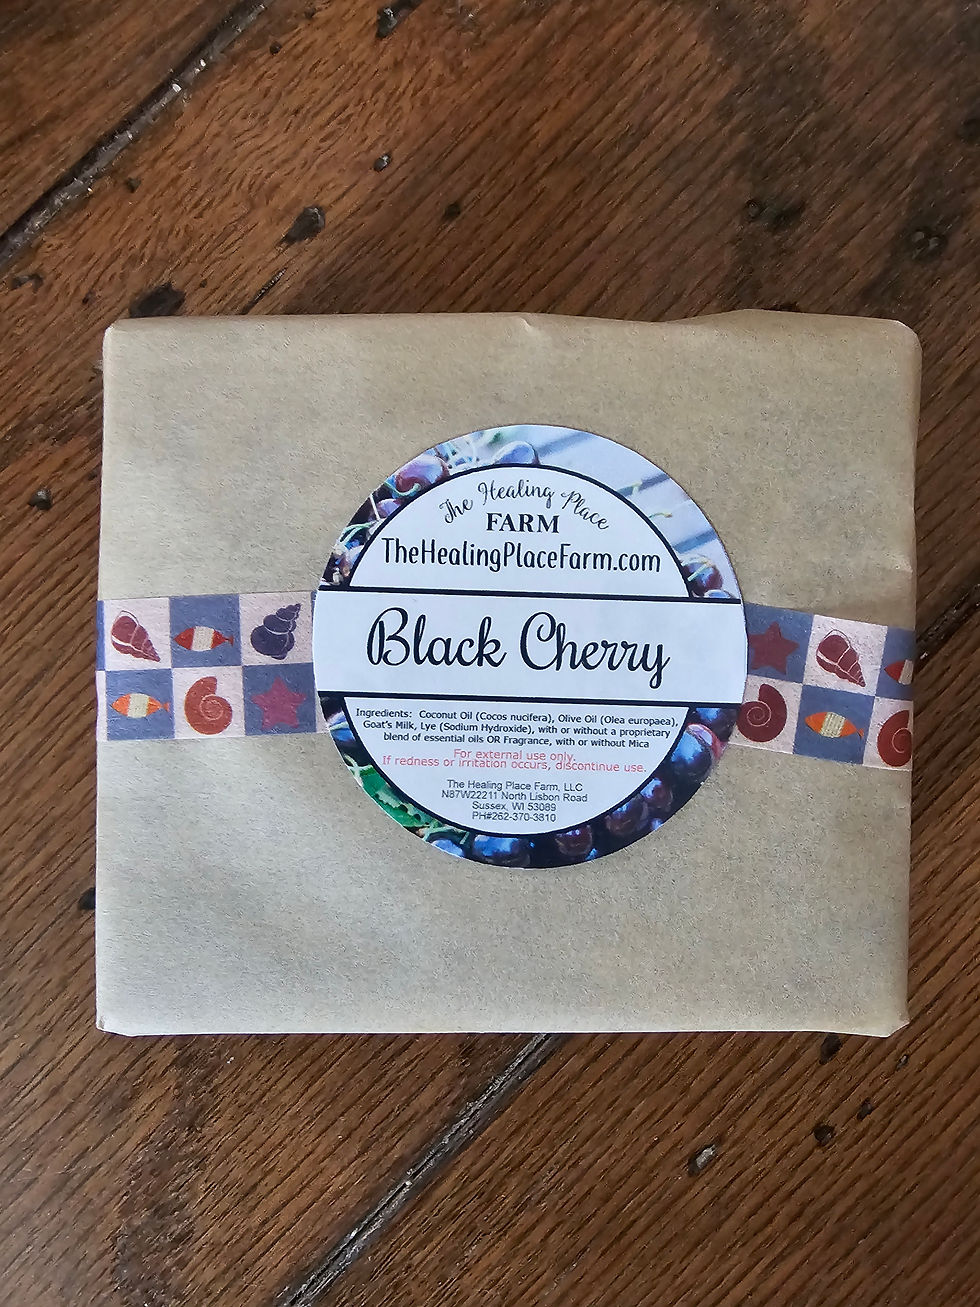 The Healing Place
FARM
TheHealingPlaceFarm.com
Black Cherry
Ingredients: Coconut Oil (Cocos nucifera), Olive Oil (Olea europaea),
Goat's Milk, Lye (Sodium Hydroxide), with or without a proprietary
blend of essential oils OR Fragrance, with or without Mica
For external use only.
If redness or irritation occurs, discontinue use.
The Healing Place Farm, LLC
N87W22211 North Lisbon Road
Sussex, WI 53089
PH#262-370-3810